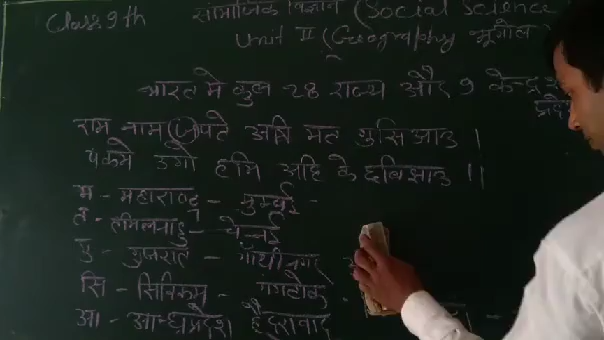 Class 9th सामाजिक विज्ञान (Social Science
Unit II (Geography भूगोल
भारत मे कुल 28 राज्य और 9 केन्द्र
प्रदेश
राम नाम जपते अत्रि मत गुसिआउ ।
पंकमे उगो हमि अहि के छविआउ ॥
म - महाराष्ट्र - मुम्बई -
त - तमिलनाडु - चेन्नई
गु - गुजरात - गांधीनगर
सि - सिक्किम - गंगटोक -
आ - आन्ध्रप्रदेश हैदराबाद